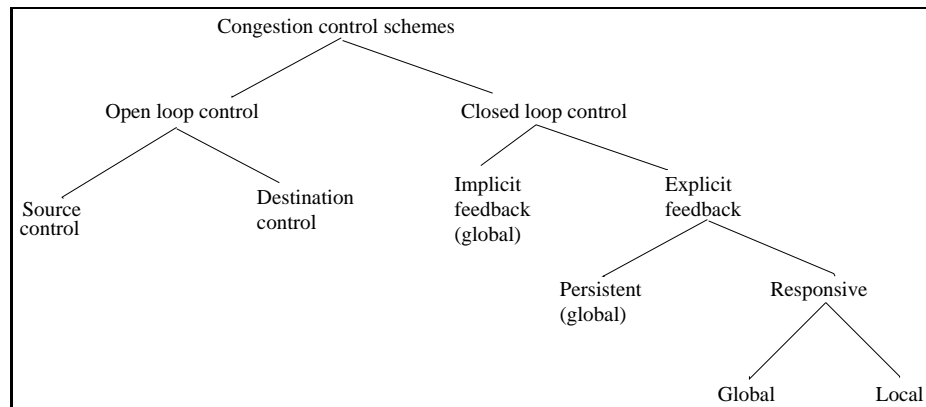 Congestion control schemes
Open loop control
Closed loop control
Source
control
Destination
control
Implicit
feedback
(global)
Explicit
feedback
Persistent
(global)
Responsive
Global
Local